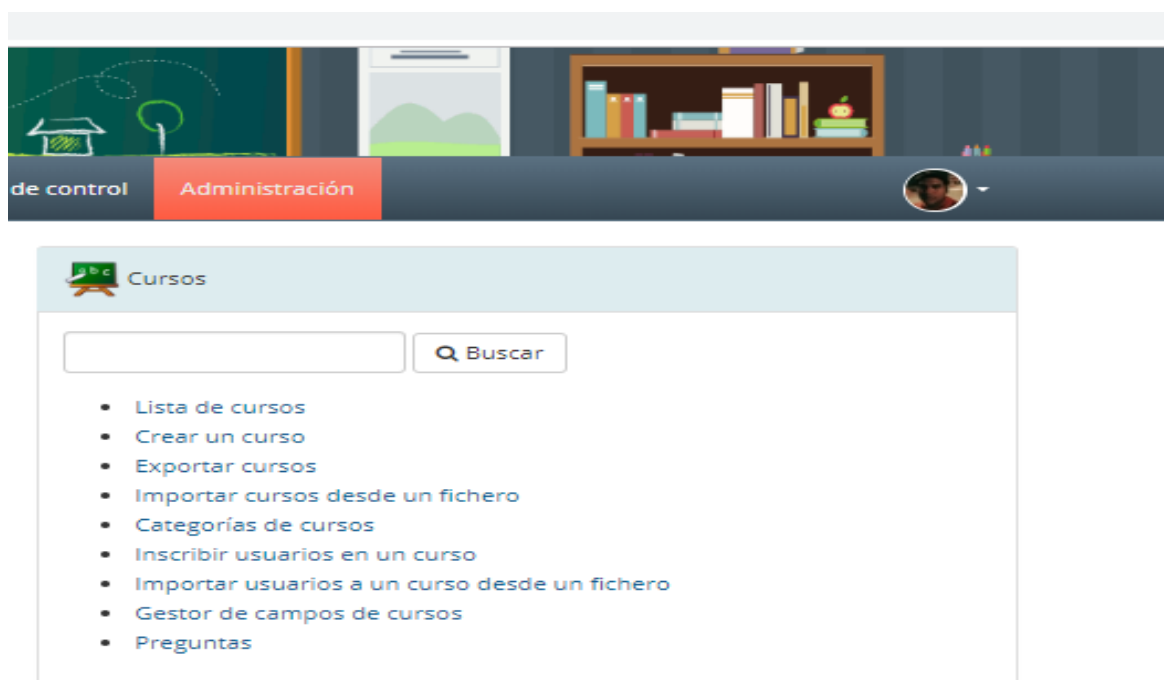 de control Administración
abc
Cursos
Buscar
Lista de cursos
Crear un curso
Exportar cursos
Importar cursos desde un fichero
Categorías de cursos
Inscribir usuarios en un curso
Importar usuarios a un curso desde un fichero
Gestor de campos de cursos
Preguntas